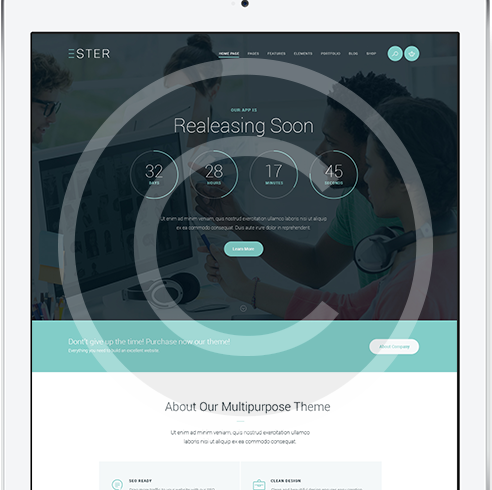 ESTER
HOME PAGE PAGES FEATURES ELEMENTS PORTFOLIO BLOG SHOP
OUR APP IS
Realeasing Soon
32 28 17 45
DAYS HOURS MINUTES SECONDS
Ut enim ad minim veniam, quis nostrud exercitation ullamco laboris nisi ut aliquip
ex ea commodo consequat. Duis aute irure dolor in reprehenderit
Learn More
Dont't give up the time! Purchase now our theme!
Everything you need to build an excellent website
About Company
About Our Multipurpose Theme
Ut enim ad minim veniam, quis nostrud exercitation ullamco
laboris nisi ut aliquip ex ea commodo consequat.
SEO READY CLEAN DESIGN